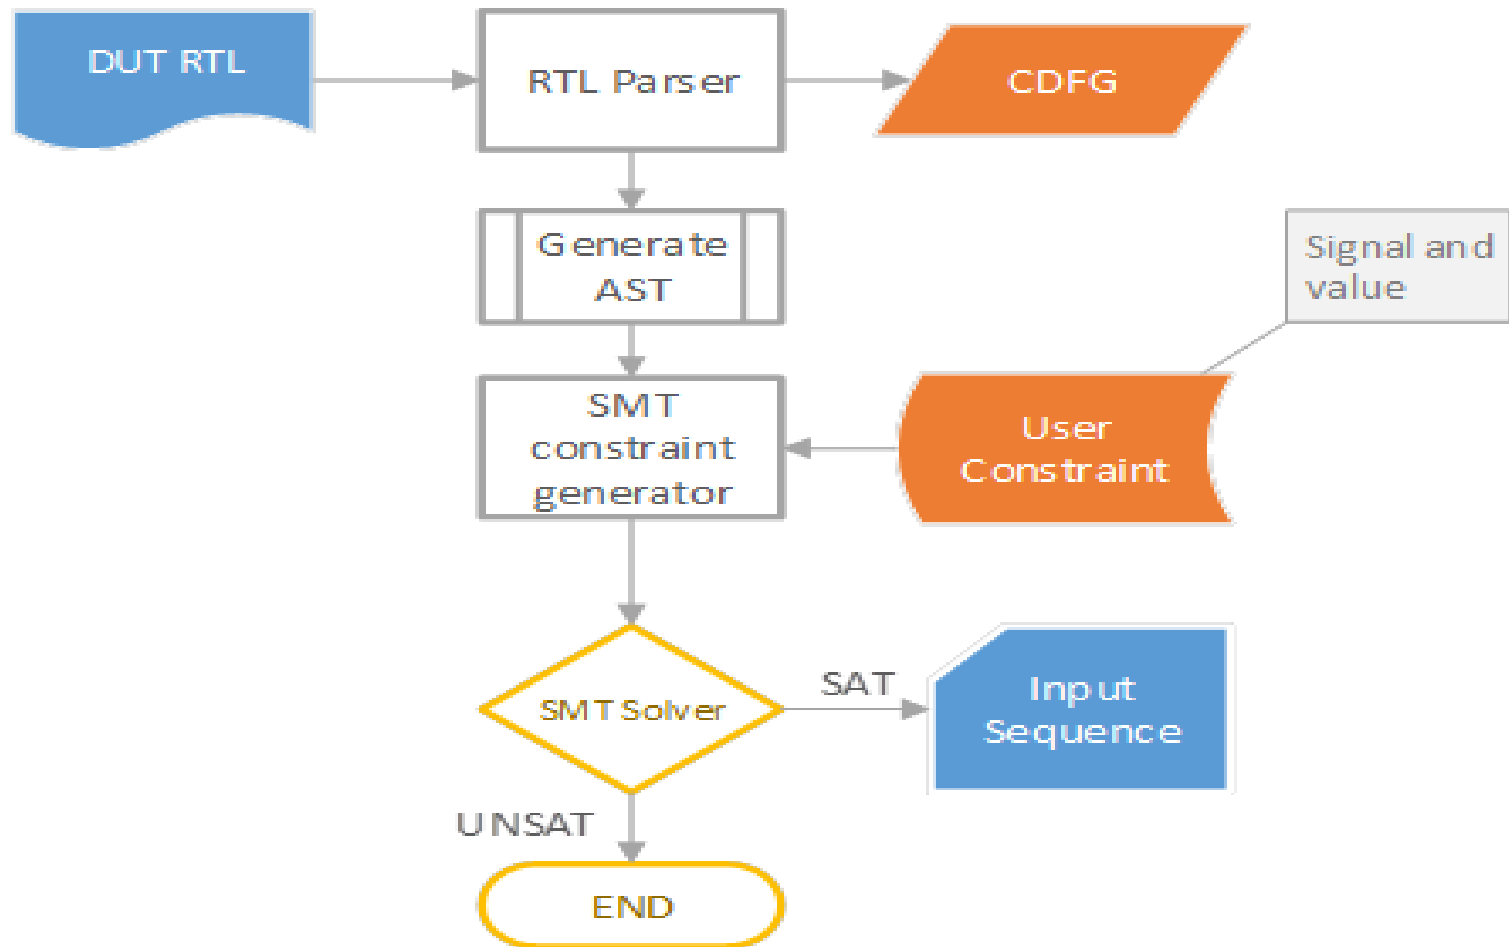 DUT RTL
RTL Parser
CDFG
Generate
AST
Signal and
value
SMT
constraint
generator
User
Constraint
SMT Solver
SAT
Input
Sequence
UNSAT
END